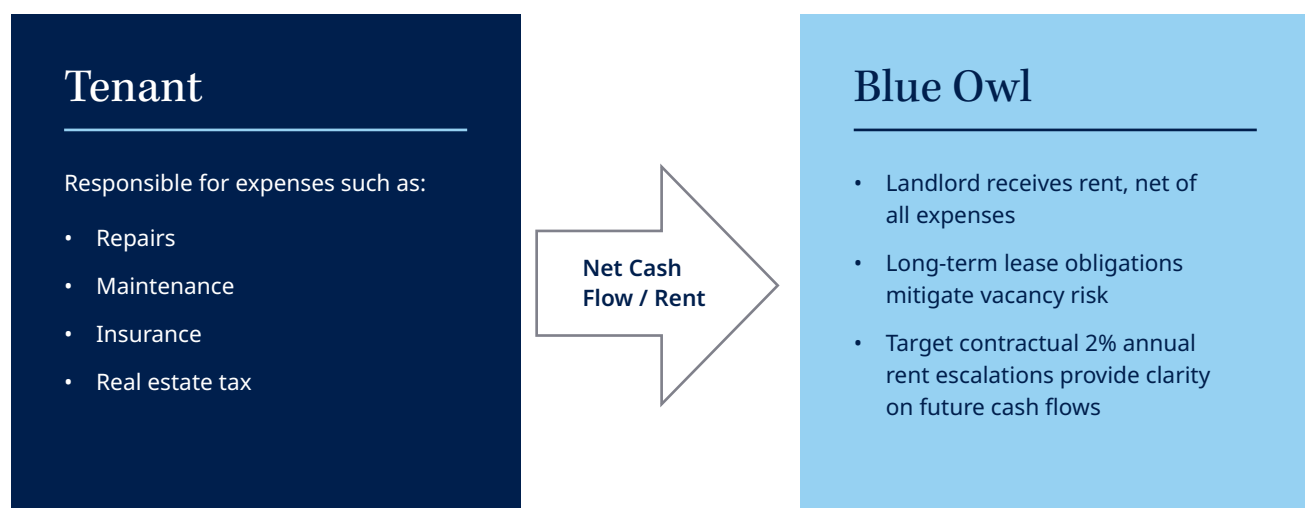 Tenant
Responsible for expenses such as:
• Repairs
• Maintenance
• Insurance
• Real estate tax
Net Cash
Flow / Rent
Blue Owl
• Landlord receives rent, net of
all expenses
• Long-term lease obligations
mitigate vacancy risk
• Target contractual 2% annual
rent escalations provide clarity
on future cash flows